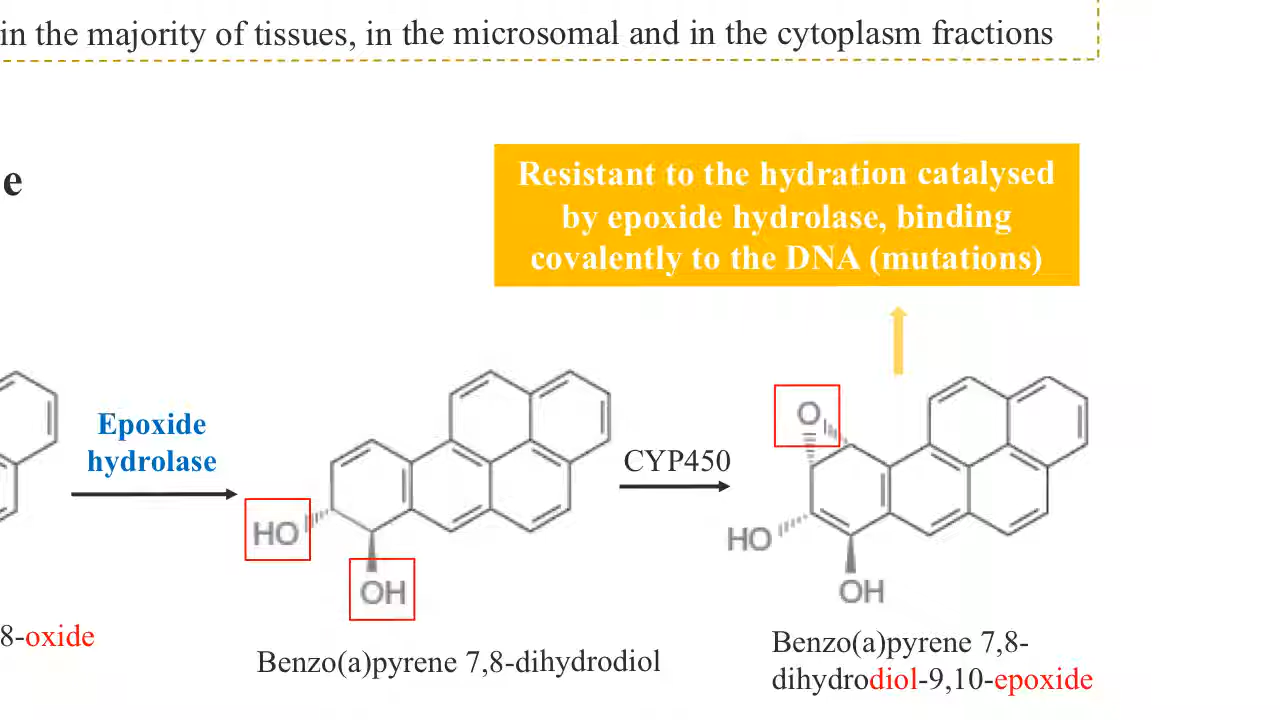 in the majority of tissues, in the microsomal and in the cytoplasm fractions
e
Resistant to the hydration catalysed
by epoxide hydrolase, binding
covalently to the DNA (mutations)
Epoxide
hydrolase
CYP450
O
HO
OH
HO
OH
8-oxide
Benzo(a)pyrene 7,8-dihydrodiol
Benzo(a)pyrene 7,8-
dihydrodiol-9,10-epoxide